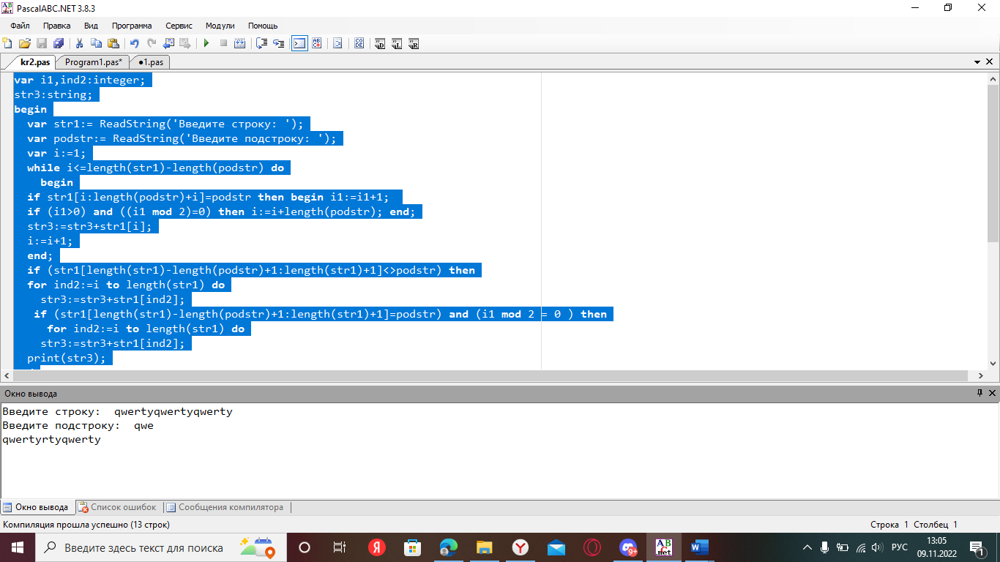 PascalABC.NET 3.8.3
Файл Правка Вид Программа Сервис Модули Помощь
kr2.pas Program1.pas* ●1.pas
var i1,ind2:integer;
str3:string;
begin
var str1:= ReadString('Введите строку: ');
var podstr:= ReadString('Введите подстроку: ');
var i:=1;
while i<=length(str1)-length(podstr) do
begin
if str1[i:length(podstr)+i]=podstr then begin i1:=i1+1;
if (i1>0) and ((i1 mod 2)=0) then i:=i+length(podstr); end;
str3:=str3+str1[i];
i:=i+1;
end;
if (str1[length(str1)-length(podstr)+1:length(str1)+1]<>podstr) then
for ind2:=i to length(str1) do
str3:=str3+str1[ind2];
if (str1[length(str1)-length(podstr)+1:length(str1)+1]=podstr) and (i1 mod 2 = 0 ) then
for ind2:=i to length(str1) do
str3:=str3+str1[ind2];
print(str3);
Окно вывода
Введите строку: qwertyqwertyqwerty
Введите подстроку: qwe
qwertyrtyqwerty
Окно вывода Список ошибок Сообщения компилятора
Компиляция прошла успешно (13 строк) Строка 1 Столбец 1
Введите здесь текст для поиска 9+ РУС 13:05
09.11.2022 1